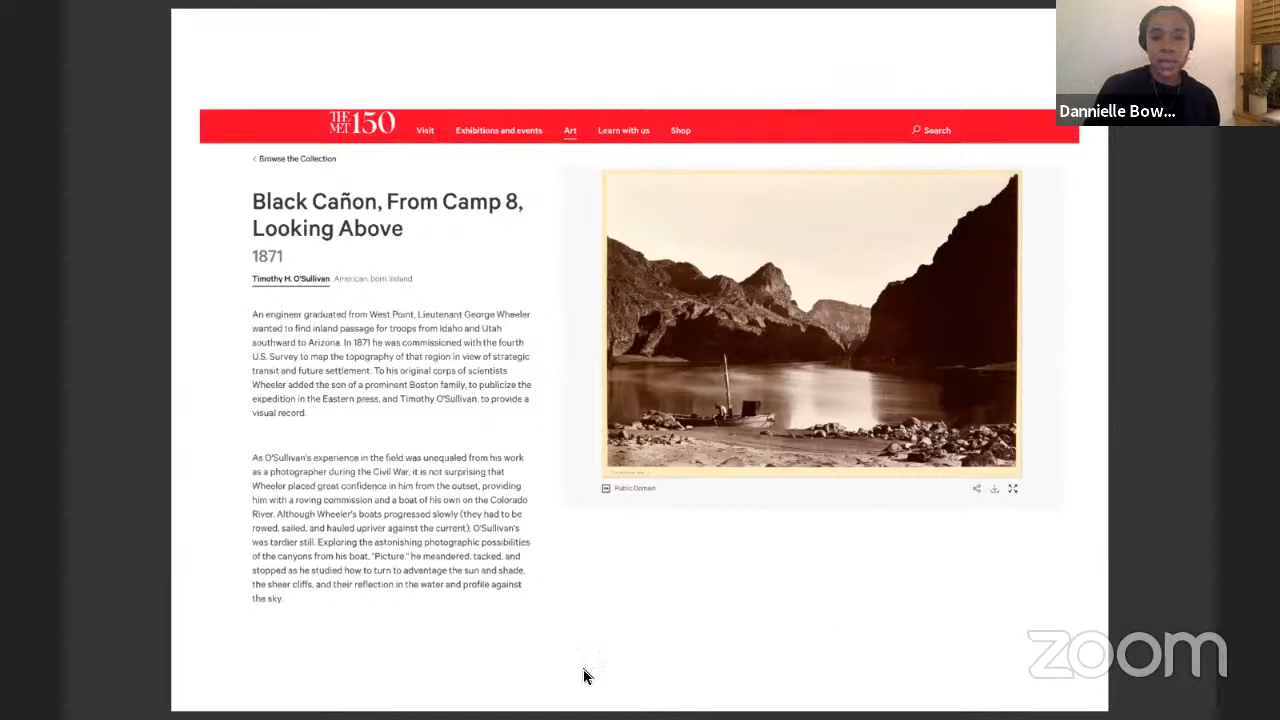 Dannielle Bow...
THE MET 150
Visit
Exhibitions and events
Art
Learn with us
Shop
Search
Browse the Collection
Black Cañon, From Camp 8,
Looking Above
1871
Timothy H. O'Sullivan American, born Ireland
An engineer graduated from West Point, Lieutenant George Wheeler
wanted to find inland passage for troops from Idaho and Utah
southward to Arizona. In 1871 he was commissioned with the fourth
U.S. Survey to map the topography of that region in view of strategic
transit and future settlement. To his original corps of scientists
Wheeler added the son of a prominent Boston family, to publicize the
expedition in the Eastern press, and Timothy O'Sullivan, to provide a
visual record.
As O'Sullivan's experience in the field was unequaled from his work
as a photographer during the Civil War, it is not surprising that
Wheeler placed great confidence in him from the outset, providing
him with a roving commission and a boat of his own on the Colorado
River. Although Wheeler's boats progressed slowly (they had to be
rowed, sailed, and hauled upriver against the current), O'Sullivan's
was tardier still. Exploring the astonishing photographic possibilities
of the canyons from his boat, "Picture," he meandered, tacked, and
stopped as he studied how to turn to advantage the sun and shade,
the sheer cliffs, and their reflection in the water and profile against
the sky.
Public Domain
zoom